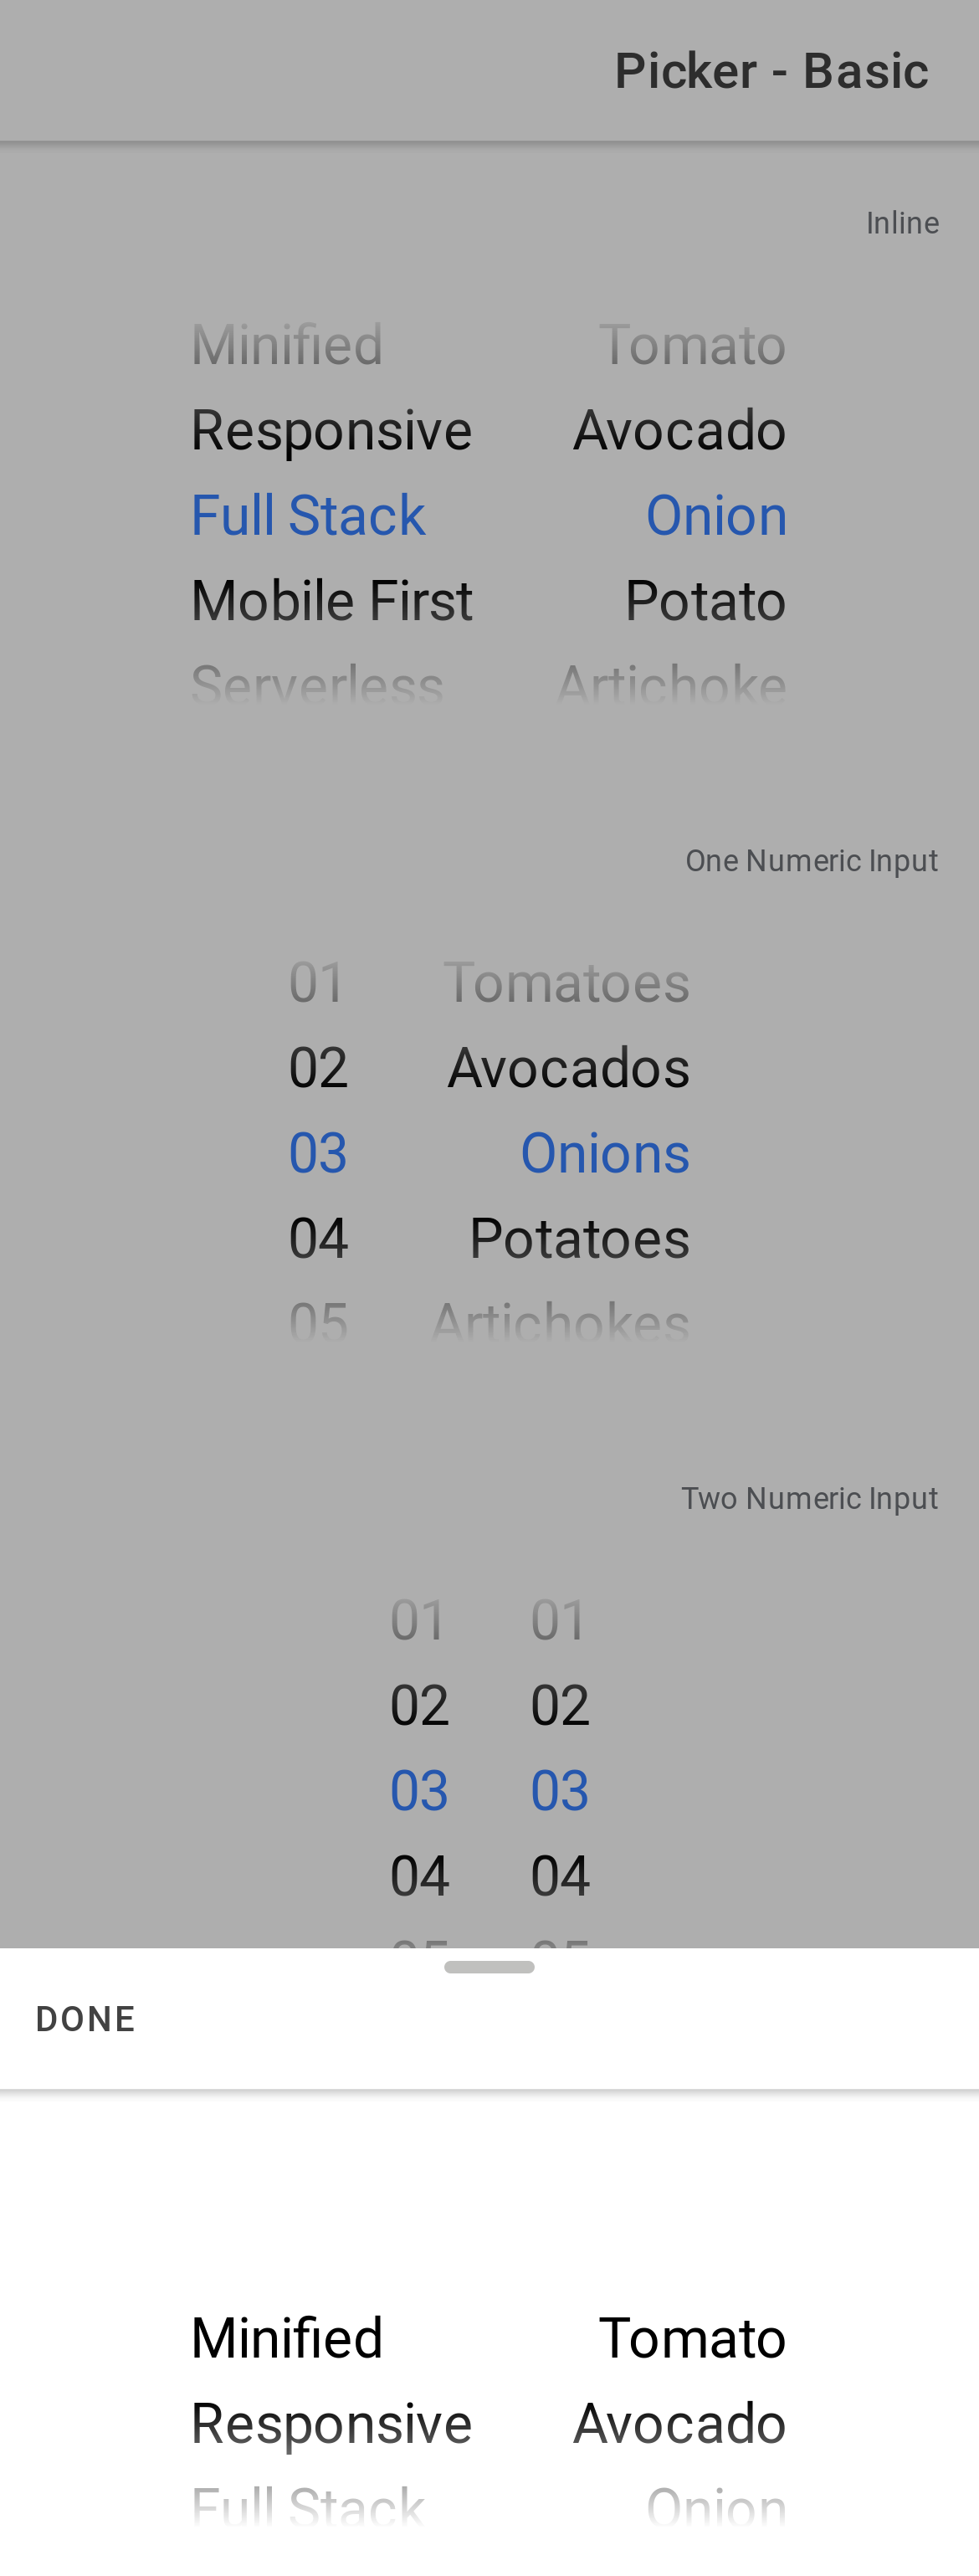 Picker - Basic
Inline
Minified Tomato
Responsive Avocado
Full Stack Onion
Mobile First Potato
Serverless Artichoke
One Numeric Input
01 Tomatoes
02 Avocados
03 Onions
04 Potatoes
05 Artichokes
Two Numeric Input
01 01
02 02
03 03
04 04
05 05
DONE
Minified Tomato
Responsive Avocado
Full Stack Onion